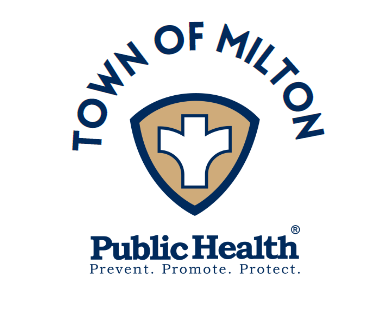 TOWN OF MILTON
Public Health®
Prevent. Promote. Protect.